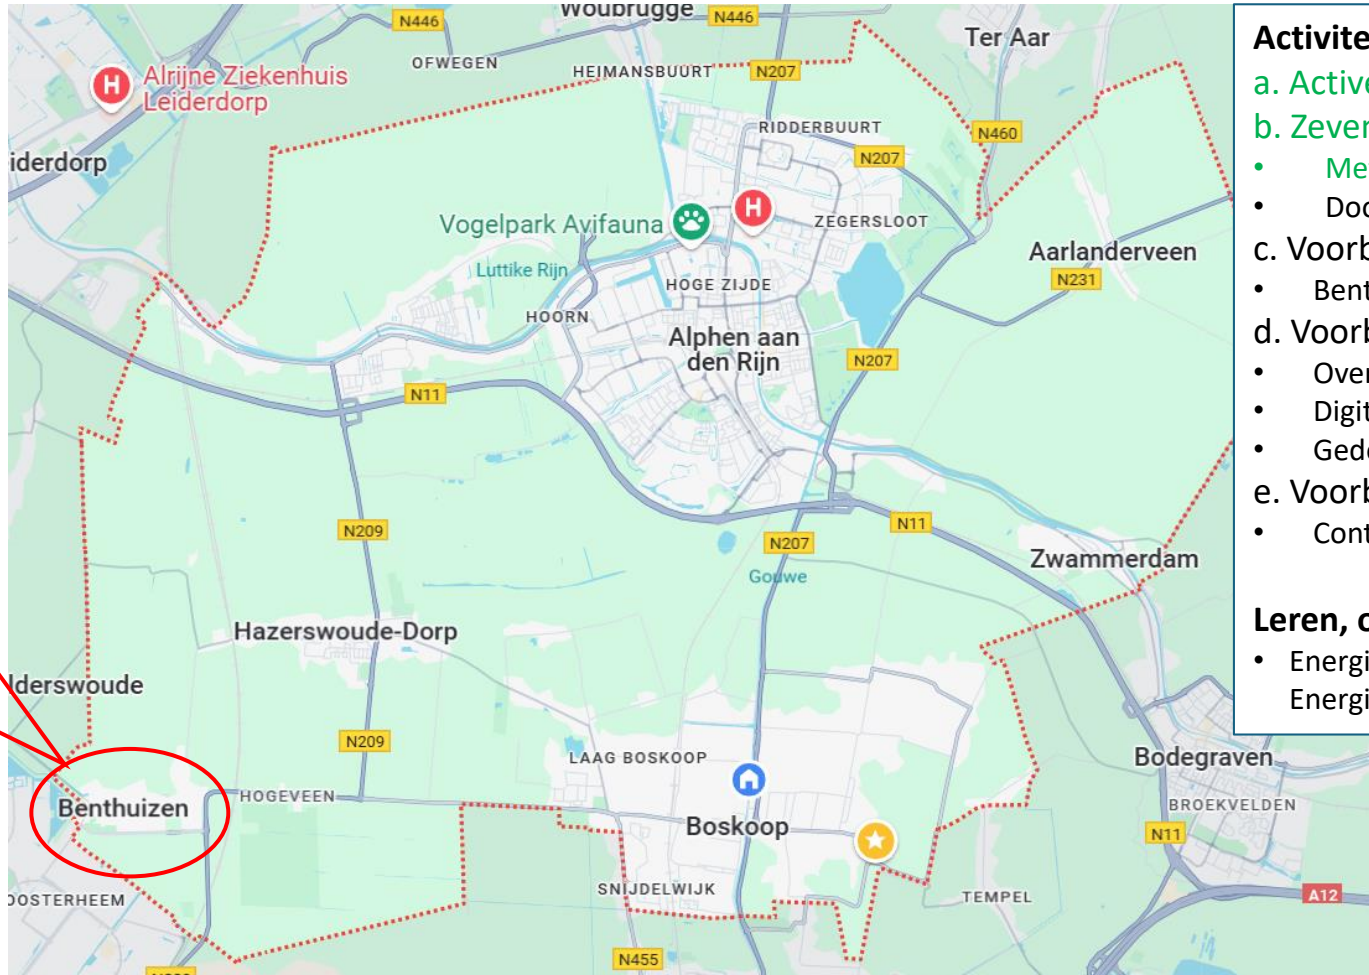 Woubrugge
N446
N446
Ter Aar
Alrijne Ziekenhuis
Leiderdorp
OFWEGEN
HEIMANSBUURT
N207
RIDDERBUURT
N460
N207
iderdorp
Vogelpark Avifauna
H
H
ZEGERSLOOT
Aarlanderveen
Luttike Rijn
HOGE ZIJDE
N231
HOORN
Alphen aan
den Rijn
N207
N11
N209
N11
N207
Zwammerdam
Gouwe
Hazerswoude-Dorp
lderswoude
N209
LAAG BOSKOOP
Bodegraven
Benthuizen
HOGEVEEN
BROEKVELDEN
Boskoop
N11
SNIJDELWIJK
TEMPEL
A12
OOSTERHEEM
N455
Activite
a. Active
b. Zever
• Me
• Doo
c. Voorb
• Bent
d. Voorb
• Over
• Digit
• Gede
e. Voorb
• Cont
Leren, c
• Energi
Energi